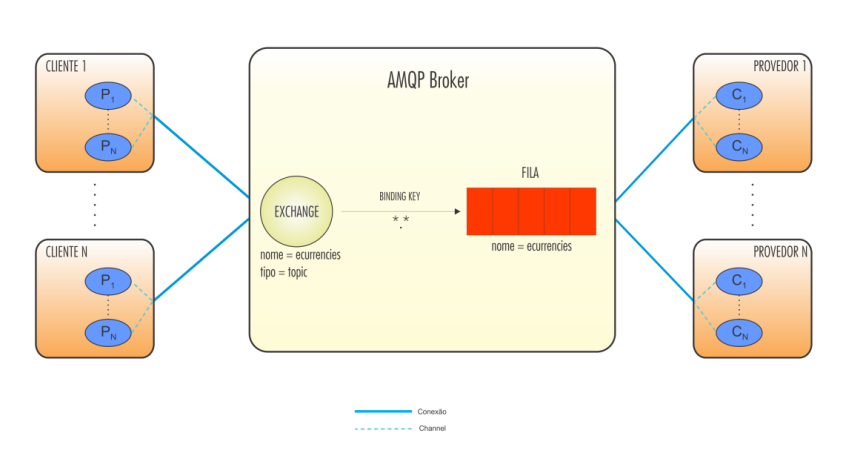 CLIENTE 1
P1
PN
CLIENTE N
P1
PN
AMQP Broker
EXCHANGE
nome = ecurrencies
tipo = topic
BINDING KEY
*.*
FILA
nome = ecurrencies
PROVEDOR 1
C1
CN
PROVEDOR N
C1
CN
Conexão
Channel